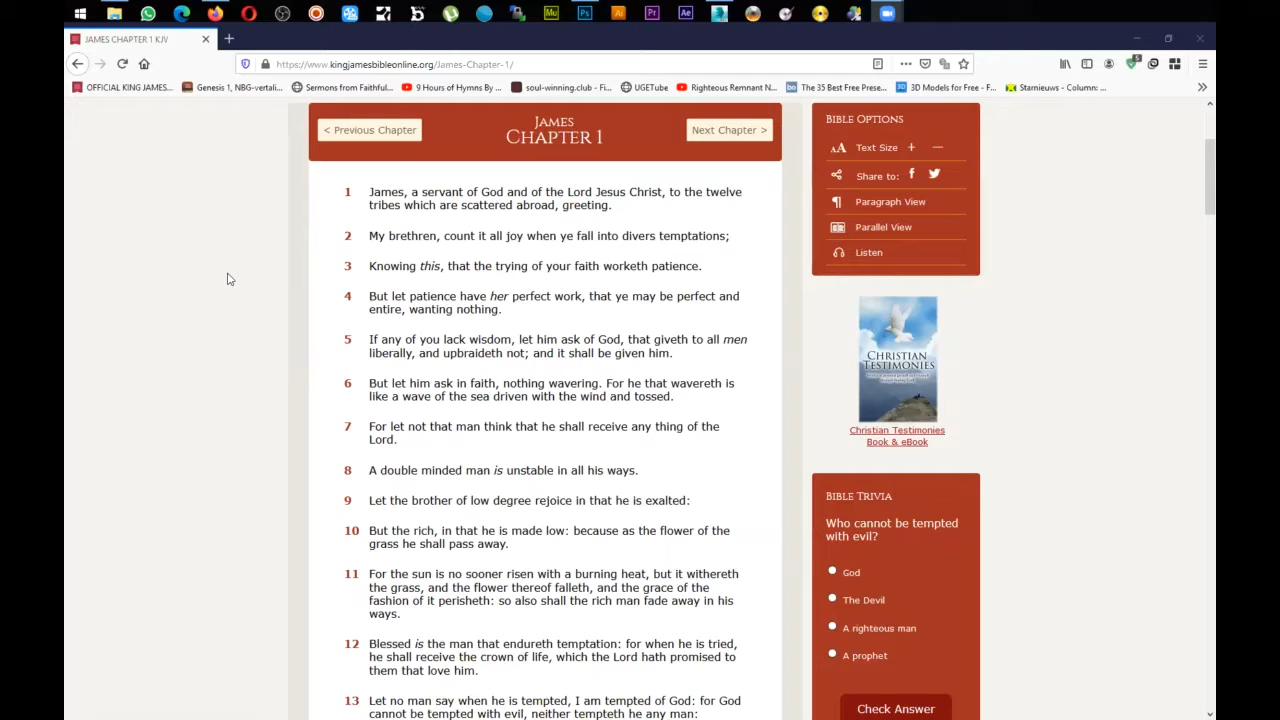 Mu
Ps
Ai
Pr
Ae
JAMES CHAPTER 1 KJV
https://www.kingjamesbibleonline.org/James-Chapter-1/
5
OFFICIAL KING JAMES...
Genesis 1, NBG-vertali...
Sermons from Faithful...
9 Hours of Hymns By ...
soul-winning.club - Fi...
UGETube
Righteous Remnant N...
The 35 Best Free Prese...
3D Models for Free - F...
Starnieuws - Column: ...
< Previous Chapter
JAMES
CHAPTER 1
Next Chapter >
1 James, a servant of God and of the Lord Jesus Christ, to the twelve
tribes which are scattered abroad, greeting.
2 My brethren, count it all joy when ye fall into divers temptations;
3 Knowing this, that the trying of your faith worketh patience.
4 But let patience have her perfect work, that ye may be perfect and
entire, wanting nothing.
5 If any of you lack wisdom, let him ask of God, that giveth to all men
liberally, and upbraideth not; and it shall be given him.
6 But let him ask in faith, nothing wavering. For he that wavereth is
like a wave of the sea driven with the wind and tossed.
7 For let not that man think that he shall receive any thing of the
Lord.
8 A double minded man is unstable in all his ways.
9 Let the brother of low degree rejoice in that he is exalted:
10 But the rich, in that he is made low: because as the flower of the
grass he shall pass away.
11 For the sun is no sooner risen with a burning heat, but it withereth
the grass, and the flower thereof falleth, and the grace of the
fashion of it perisheth: so also shall the rich man fade away in his
ways.
12 Blessed is the man that endureth temptation: for when he is tried,
he shall receive the crown of life, which the Lord hath promised to
them that love him.
13 Let no man say when he is tempted, I am tempted of God: for God
cannot be tempted with evil, neither tempteth he any man:
BIBLE OPTIONS
AA Text Size + —
Share to:
Paragraph View
Parallel View
Listen
CHRISTIAN
TESTIMONIES
Christian Testimonies
Book & eBook
BIBLE TRIVIA
Who cannot be tempted
with evil?
God
The Devil
A righteous man
A prophet
Check Answer